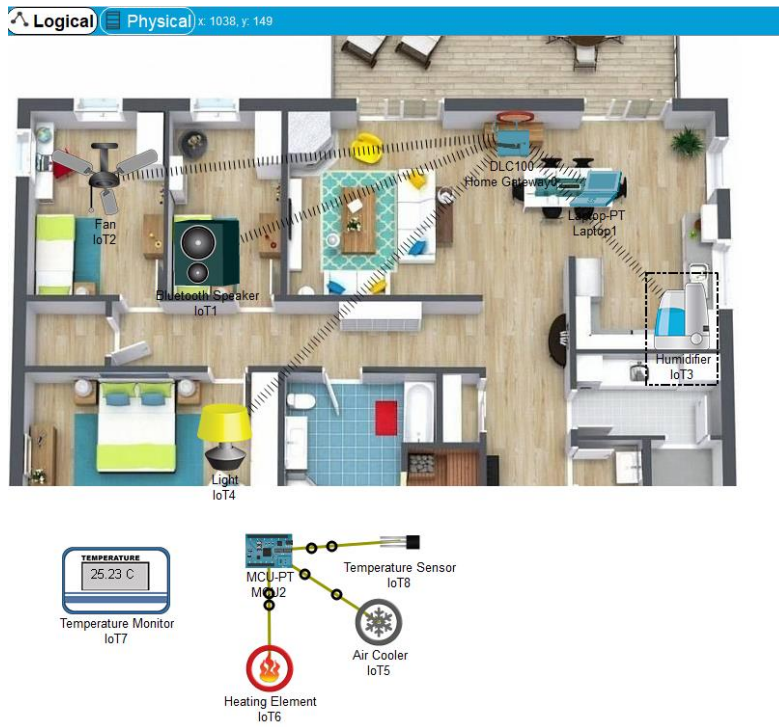 Logical Physical x: 1038, y: 149
DLC100
Home Gateway0
Laptop-PT
Laptop1
Fan
IoT2
Bluetooth Speaker
IoT1
Humidifier
IoT3
Light
IoT4
TEMPERATURE
25.23 C
Temperature Monitor
IoT7
MCU-PT
MCU2
Temperature Sensor
IoT8
Air Cooler
IoT5
Heating Element
IoT6